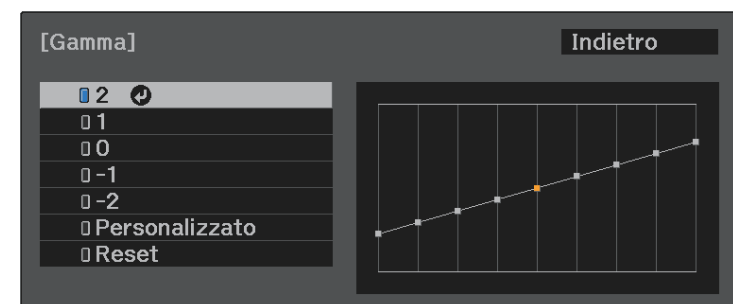 [Gamma]
Indietro
2
1
0
-1
-2
Personalizzato
Reset